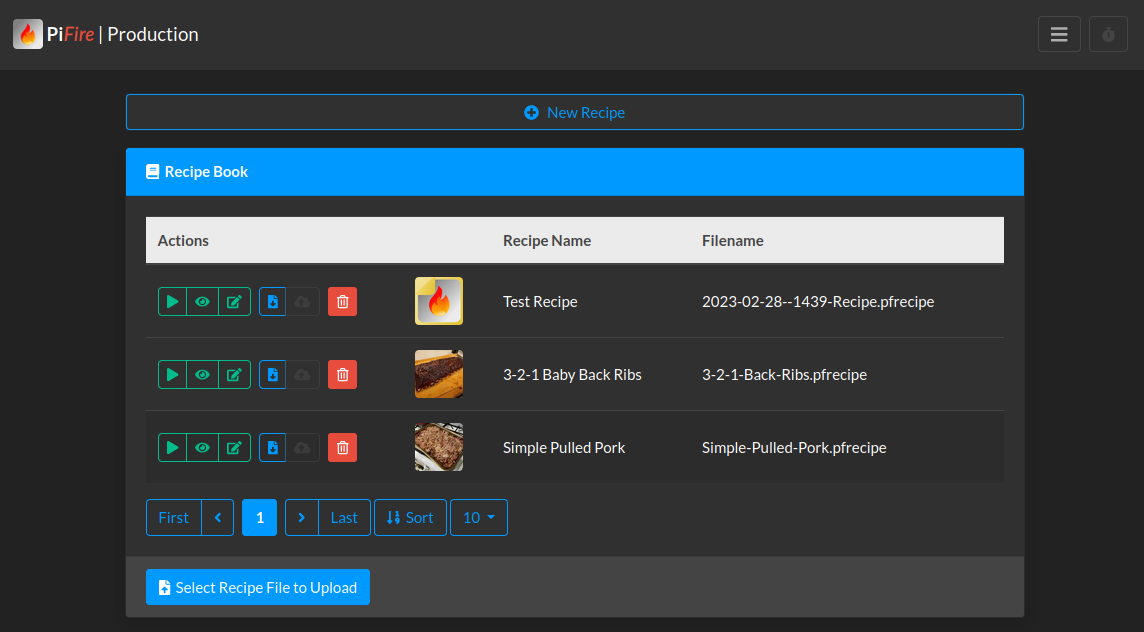 PiFire | Production
New Recipe
Recipe Book
Actions Recipe Name Filename
Test Recipe 2023-02-28--1439-Recipe.pfrecipe
3-2-1 Baby Back Ribs 3-2-1-Back-Ribs.pfrecipe
Simple Pulled Pork Simple-Pulled-Pork.pfrecipe
First 1 Last Sort 10
Select Recipe File to Upload